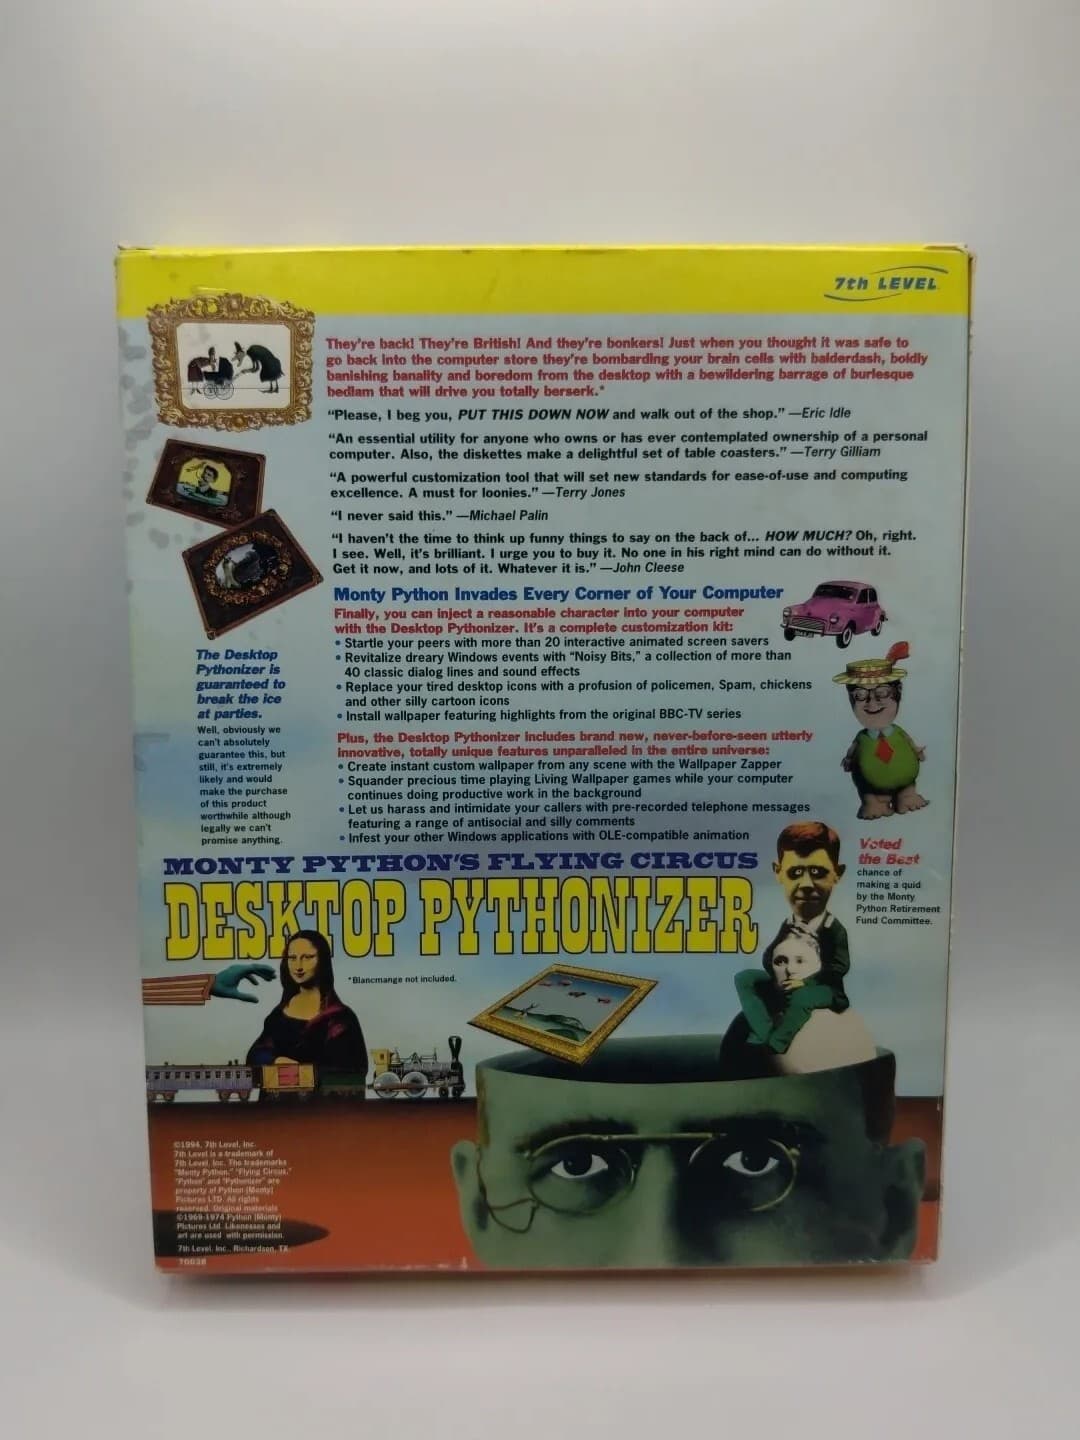 7th LEVEL
They're back! They're British! And they're bonkers! Just when you thought it was safe to
go back into the computer store they're bombarding your brain cells with balderdash, boldly
banishing banality and boredom from the desktop with a bewildering barrage of burlesque
bedlam that will drive you totally berserk.*
“Please, I beg you, PUT THIS DOWN NOW and walk out of the shop.” —Eric Idle
“An essential utility for anyone who owns or has ever contemplated ownership of a personal
computer. Also, the diskettes make a delightful set of table coasters.” —Terry Gilliam
“A powerful customization tool that will set new standards for ease-of-use and computing
excellence. A must for loonies.” —Terry Jones
“I never said this.” —Michael Palin
“I haven't the time to think up funny things to say on the back of... HOW MUCH? Oh, right.
I see. Well, it's brilliant. I urge you to buy it. No one in his right mind can do without it.
Get it now, and lots of it. Whatever it is.” —John Cleese
Monty Python Invades Every Corner of Your Computer
Finally, you can inject a reasonable character into your computer
with the Desktop Pythonizer. It's a complete customization kit:
• Startle your peers with more than 20 interactive animated screen savers
• Revitalize dreary Windows events with “Noisy Bits,” a collection of more than
40 classic dialog lines and sound effects
• Replace your tired desktop icons with a profusion of policemen, Spam, chickens
and other silly cartoon icons
• Install wallpaper featuring highlights from the original BBC-TV series
Plus, the Desktop Pythonizer includes brand new, never-before-seen utterly
innovative, totally unique features unparalleled in the entire universe:
• Create instant custom wallpaper from any scene with the Wallpaper Zapper
• Squander precious time playing Living Wallpaper games while your computer
continues doing productive work in the background
• Let us harass and intimidate your callers with pre-recorded telephone messages
featuring a range of antisocial and silly comments
• Infest your other Windows applications with OLE-compatible animation
The Desktop
Pythonizer is
guaranteed to
break the ice
at parties.
Well, obviously we
can't absolutely
guarantee this, but
still, it's extremely
likely and would
make the purchase
of this product
worthwhile although
legally we can't
promise anything.
Voted
the Best
chance of
making a quid
by the Monty
Python Retirement
Fund Committee.
MONTY PYTHON'S FLYING CIRCUS
DESKTOP PYTHONIZER
*Blancmange not included.
©1994, 7th Level, Inc.
7th Level is a trademark of
7th Level, Inc. The trademarks
"Monty Python," "Flying Circus,"
"Python" and "Pythonizer" are
property of Python (Monty)
Pictures LTD. All rights
reserved. Original materials
©1969-1974 Python (Monty)
Pictures Ltd. Likenesses and
art are used with permission.
7th Level, Inc., Richardson, TX
70038